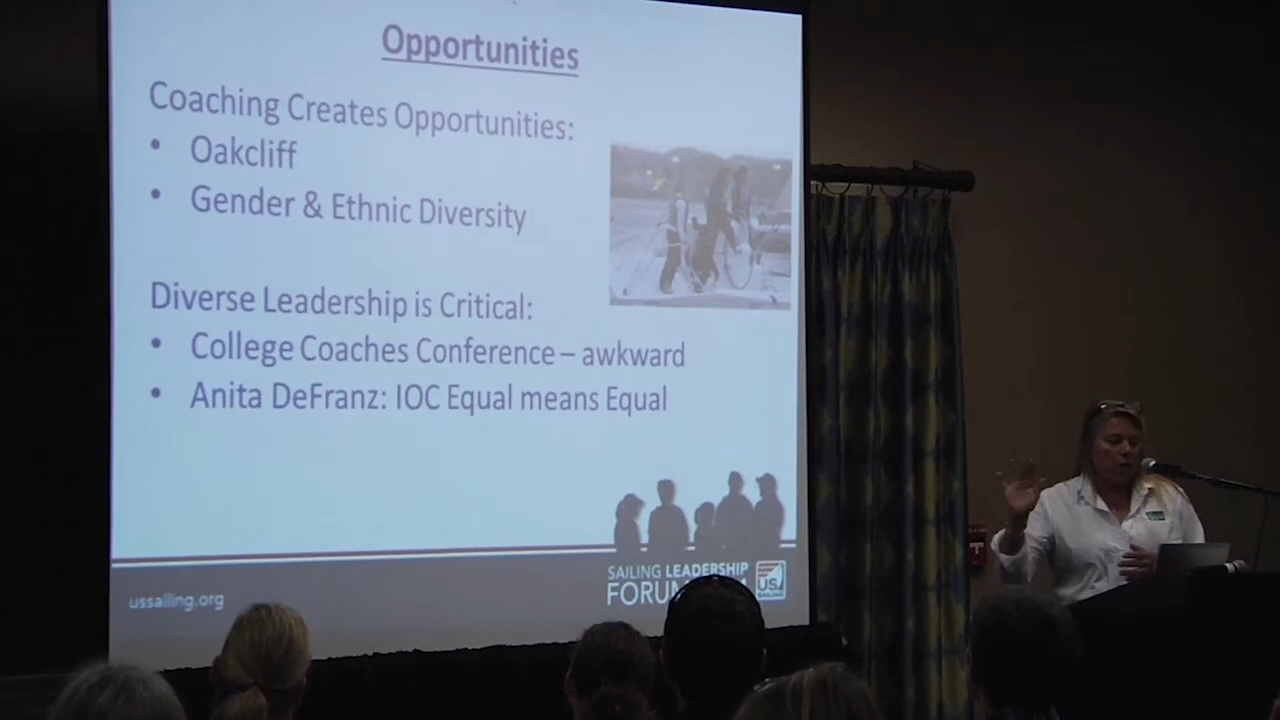 Opportunities
Coaching Creates Opportunities:
• Oakcliff
• Gender & Ethnic Diversity
Diverse Leadership is Critical:
• College Coaches Conference – awkward
• Anita DeFranz: IOC Equal means Equal
ussailing.org
SAILING LEADERSHIP
FORU
US
SAILING